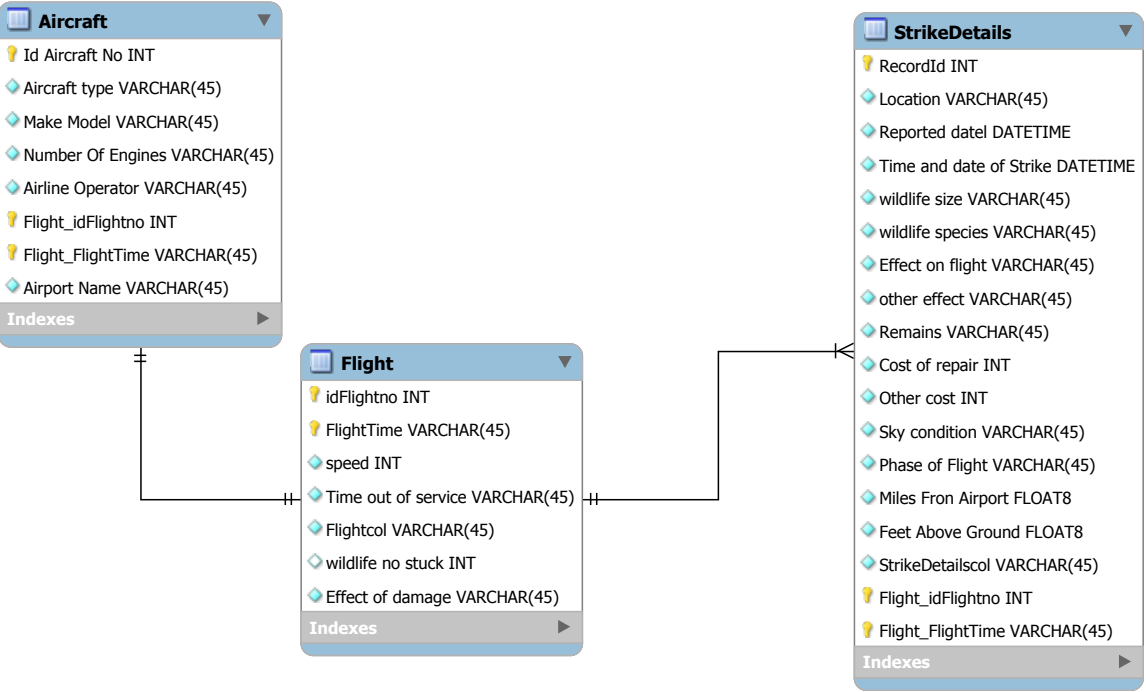 Aircraft
Id Aircraft No INT
Aircraft type VARCHAR(45)
Make Model VARCHAR(45)
Number Of Engines VARCHAR(45)
Airline Operator VARCHAR(45)
Flight_idFlightno INT
Flight_FlightTime VARCHAR(45)
Airport Name VARCHAR(45)
Indexes
Flight
idFlightno INT
FlightTime VARCHAR(45)
speed INT
Time out of service VARCHAR(45)
Flightcol VARCHAR(45)
wildlife no stuck INT
Effect of damage VARCHAR(45)
Indexes
StrikeDetails
RecordId INT
Location VARCHAR(45)
Reported datel DATETIME
Time and date of Strike DATETIME
wildlife size VARCHAR(45)
wildlife species VARCHAR(45)
Effect on flight VARCHAR(45)
other effect VARCHAR(45)
Remains VARCHAR(45)
Cost of repair INT
Other cost INT
Sky condition VARCHAR(45)
Phase of Flight VARCHAR(45)
Miles Fron Airport FLOAT8
Feet Above Ground FLOAT8
StrikeDetailscol VARCHAR(45)
Flight_idFlightno INT
Flight_FlightTime VARCHAR(45)
Indexes